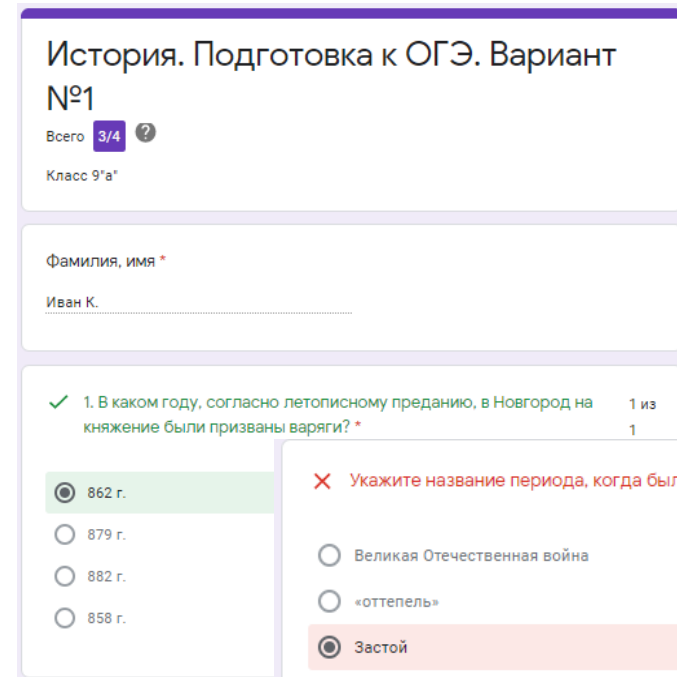 История. Подготовка к ОГЭ. Вариант
№1
Всего 3/4
Класс 9"а"
Фамилия, имя *
Иван К.
1. В каком году, согласно летописному преданию, в Новгород на 1 из
княжение были призваны варяги? * 1
862 г.
879 г.
882 г.
858 г.
Укажите название периода, когда был
Великая Отечественная война
«оттепель»
Застой